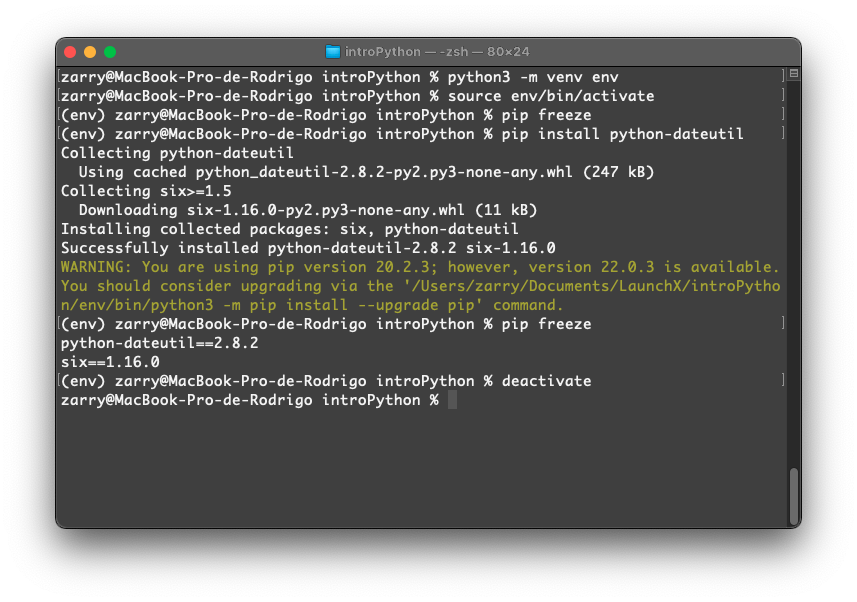 introPython — -zsh — 80×24
zarry@MacBook-Pro-de-Rodrigo introPython % python3 -m venv env
zarry@MacBook-Pro-de-Rodrigo introPython % source env/bin/activate
(env) zarry@MacBook-Pro-de-Rodrigo introPython % pip freeze
(env) zarry@MacBook-Pro-de-Rodrigo introPython % pip install python-dateutil
Collecting python-dateutil
  Using cached python_dateutil-2.8.2-py2.py3-none-any.whl (247 kB)
Collecting six>=1.5
  Downloading six-1.16.0-py2.py3-none-any.whl (11 kB)
Installing collected packages: six, python-dateutil
Successfully installed python-dateutil-2.8.2 six-1.16.0
WARNING: You are using pip version 20.2.3; however, version 22.0.3 is available.
You should consider upgrading via the '/Users/zarry/Documents/LaunchX/introPytho
n/env/bin/python3 -m pip install --upgrade pip' command.
(env) zarry@MacBook-Pro-de-Rodrigo introPython % pip freeze
python-dateutil==2.8.2
six==1.16.0
(env) zarry@MacBook-Pro-de-Rodrigo introPython % deactivate
zarry@MacBook-Pro-de-Rodrigo introPython %